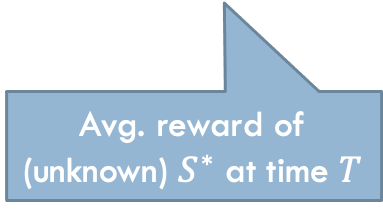 Avg. reward of
(unknown) S* at time T